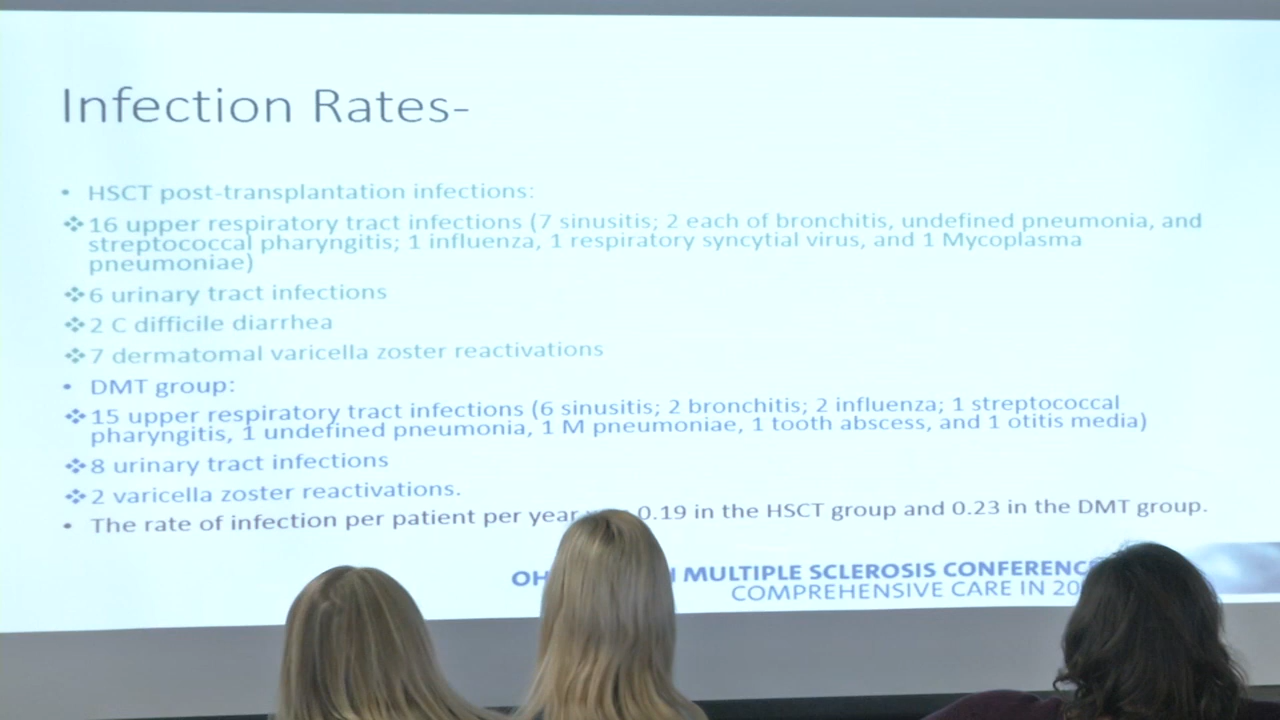 Infection Rates-
• HSCT post-transplantation infections:
❖16 upper respiratory tract infections (7 sinusitis; 2 each of bronchitis, undefined pneumonia, and
streptococcal pharyngitis; 1 influenza, 1 respiratory syncytial virus, and 1 Mycoplasma
pneumoniae)
❖6 urinary tract infections
❖2 C difficile diarrhea
❖7 dermatomal varicella zoster reactivations
• DMT group:
❖15 upper respiratory tract infections (6 sinusitis; 2 bronchitis; 2 influenza; 1 streptococcal
pharyngitis, 1 undefined pneumonia, 1 M pneumoniae, 1 tooth abscess, and 1 otitis media)
❖8 urinary tract infections
❖2 varicella zoster reactivations.
• The rate of infection per patient per year 0.19 in the HSCT group and 0.23 in the DMT group.
MULTIPLE SCLEROSIS
COMPREHENSIVE CARE IN